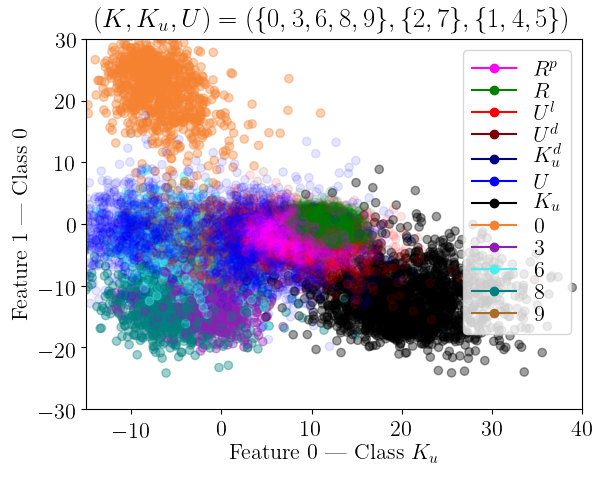 (K, K_u, U) = ({0, 3, 6, 8, 9}, {2, 7}, {1, 4, 5})
30
20
10
0
−10
−20
−30
Feature 1 — Class 0
R^p
R
U^l
U^d
K_u^d
U
K_u
0
3
6
8
9
−10
0
10
20
30
40
Feature 0 — Class K_u